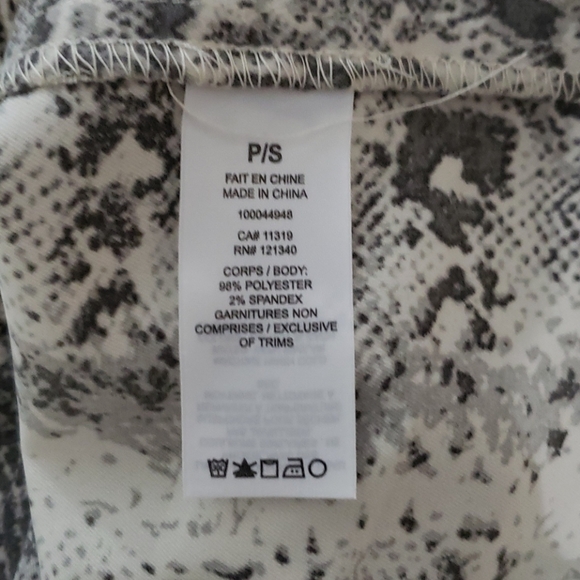 P/S
FAIT EN CHINE
MADE IN CHINA
100044948
CA# 11319
RN# 121340
CORPS / BODY:
98% POLYESTER
2% SPANDEX
GARNITURES NON
COMPRISES / EXCLUSIVE
OF TRIMS